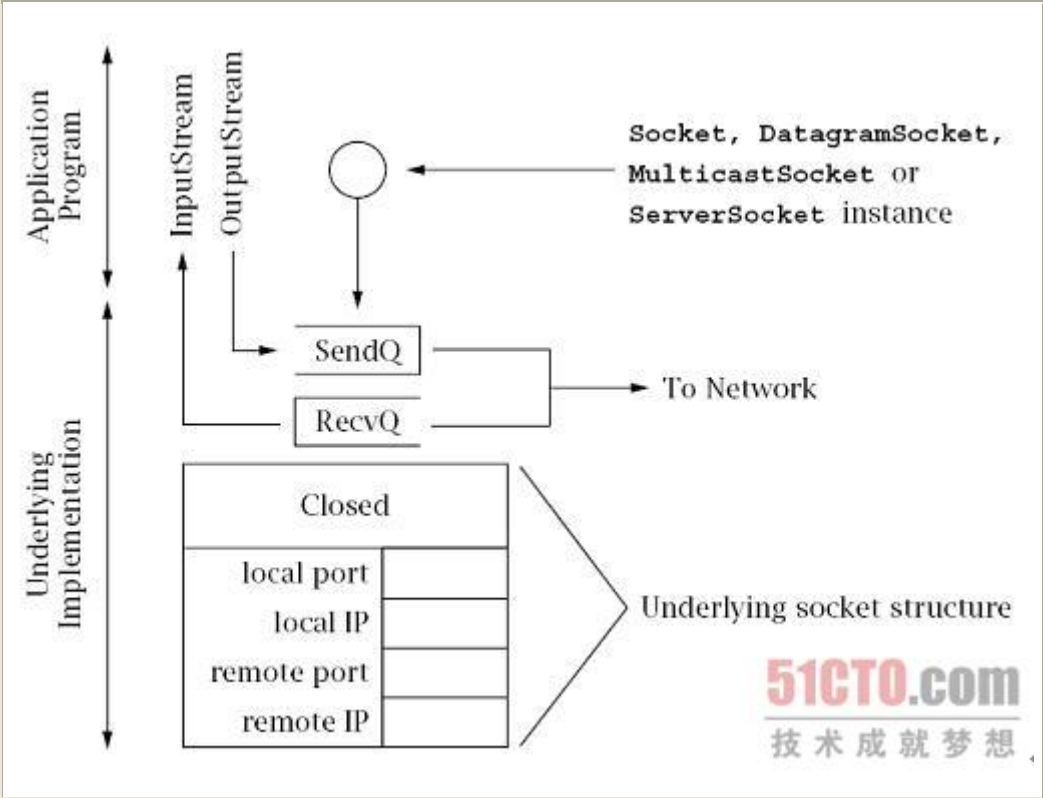 Application
Program
InputStream
OutputStream
Socket, DatagramSocket,
MulticastSocket or
ServerSocket instance
SendQ
RecvQ
To Network
Underlying
Implementation
Closed
local port
local IP
remote port
remote IP
Underlying socket structure
51CTO.com
技术成就梦想